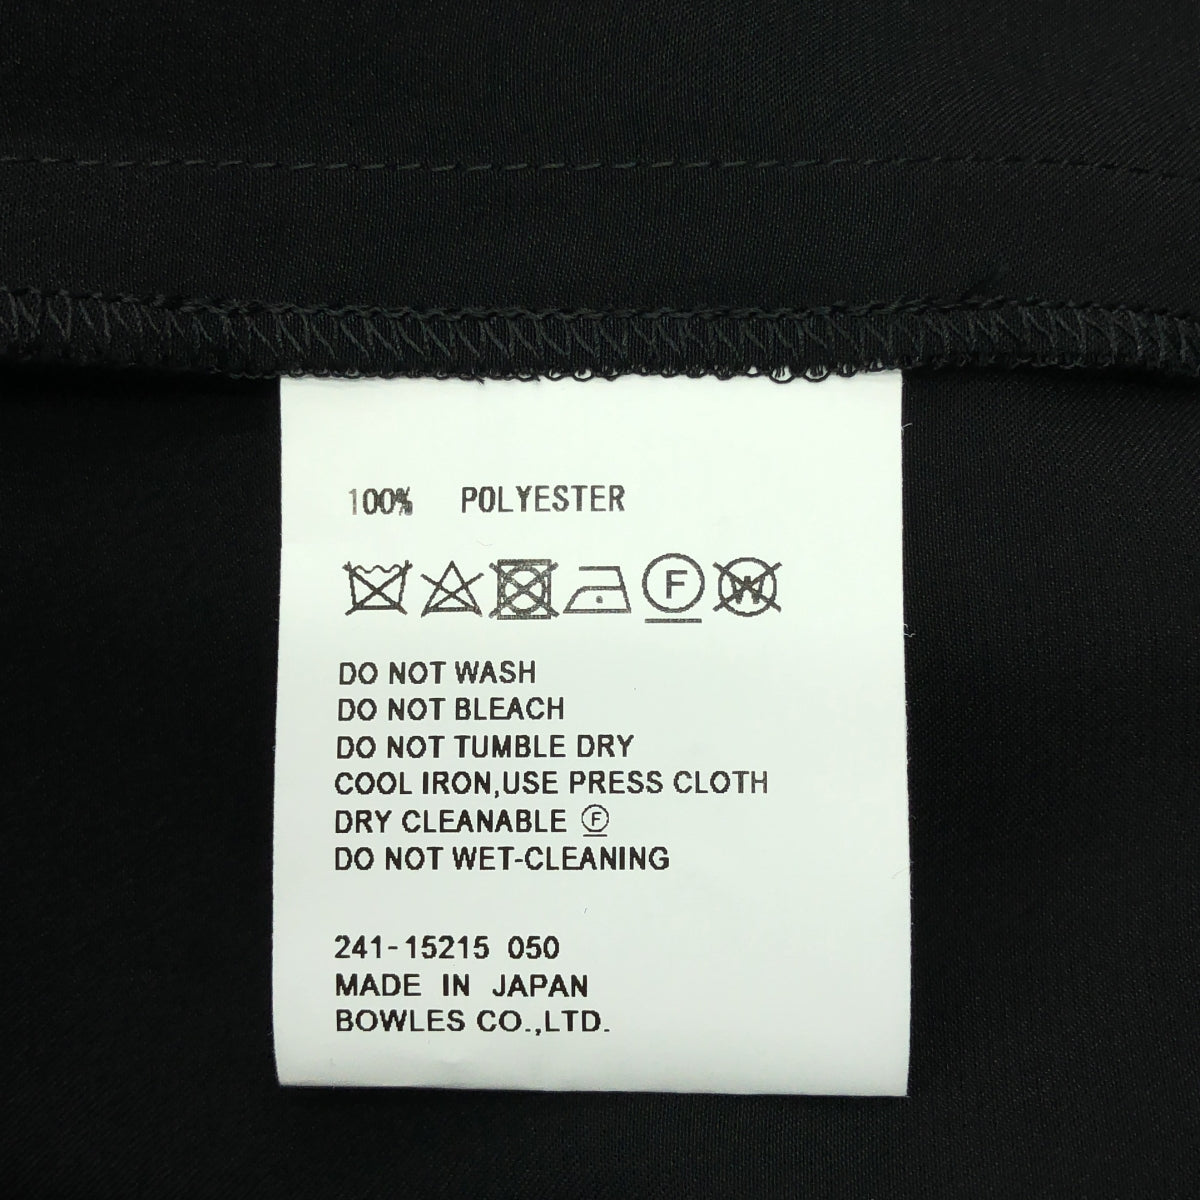 100% POLYESTER
F W
DO NOT WASH
DO NOT BLEACH
DO NOT TUMBLE DRY
COOL IRON,USE PRESS CLOTH
DRY CLEANABLE Ⓕ
DO NOT WET-CLEANING
241-15215 050
MADE IN JAPAN
BOWLES CO.,LTD.